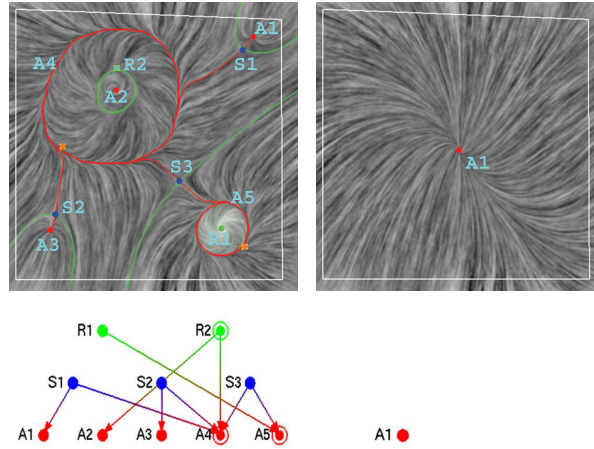 A1
S1
A4
R2
A2
S3
A5
S2
R1
A3
A1
R1 R2
S1 S2 S3
A1 A2 A3 A4 A5 A1